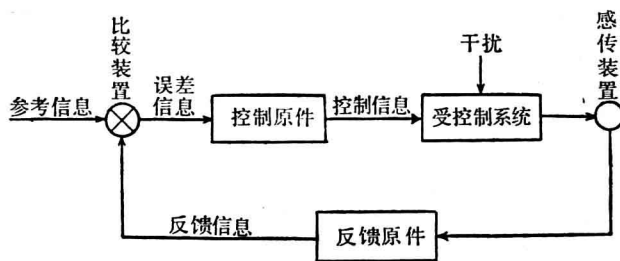 比较装置
感传装置
干扰
参考信息
误差
信息
控制原件
控制信息
受控制系统
反馈信息
反馈原件